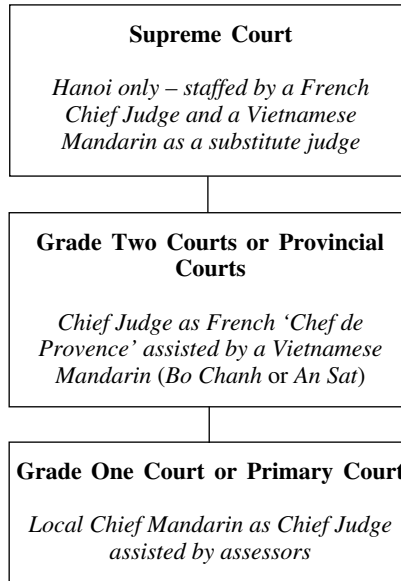 Supreme Court
Hanoi only – staffed by a French
Chief Judge and a Vietnamese
Mandarin as a substitute judge
Grade Two Courts or Provincial
Courts
Chief Judge as French ‘Chef de
Provence’ assisted by a Vietnamese
Mandarin (Bo Chanh or An Sat)
Grade One Court or Primary Court
Local Chief Mandarin as Chief Judge
assisted by assessors